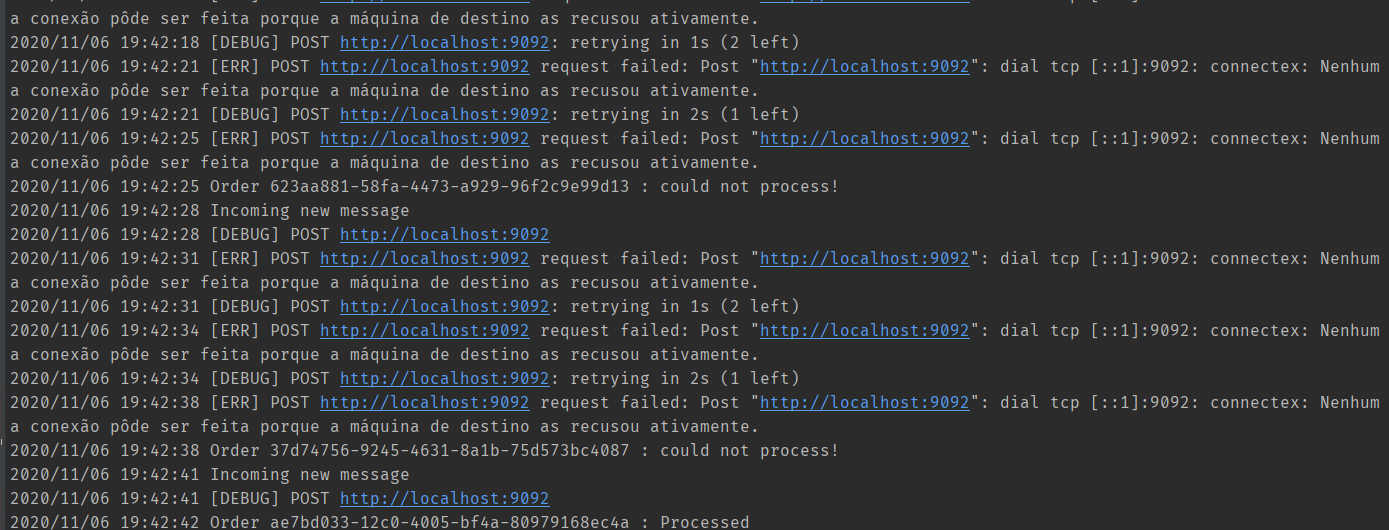 a conexão pôde ser feita porque a máquina de destino as recusou ativamente.
2020/11/06 19:42:18 [DEBUG] POST http://localhost:9092: retrying in 1s (2 left)
2020/11/06 19:42:21 [ERR] POST http://localhost:9092 request failed: Post "http://localhost:9092": dial tcp [::1]:9092: connectex: Nenhum
a conexão pôde ser feita porque a máquina de destino as recusou ativamente.
2020/11/06 19:42:21 [DEBUG] POST http://localhost:9092: retrying in 2s (1 left)
2020/11/06 19:42:25 [ERR] POST http://localhost:9092 request failed: Post "http://localhost:9092": dial tcp [::1]:9092: connectex: Nenhum
a conexão pôde ser feita porque a máquina de destino as recusou ativamente.
2020/11/06 19:42:25 Order 623aa881-58fa-4473-a929-96f2c9e99d13 : could not process!
2020/11/06 19:42:28 Incoming new message
2020/11/06 19:42:28 [DEBUG] POST http://localhost:9092
2020/11/06 19:42:31 [ERR] POST http://localhost:9092 request failed: Post "http://localhost:9092": dial tcp [::1]:9092: connectex: Nenhum
a conexão pôde ser feita porque a máquina de destino as recusou ativamente.
2020/11/06 19:42:31 [DEBUG] POST http://localhost:9092: retrying in 1s (2 left)
2020/11/06 19:42:34 [ERR] POST http://localhost:9092 request failed: Post "http://localhost:9092": dial tcp [::1]:9092: connectex: Nenhum
a conexão pôde ser feita porque a máquina de destino as recusou ativamente.
2020/11/06 19:42:34 [DEBUG] POST http://localhost:9092: retrying in 2s (1 left)
2020/11/06 19:42:38 [ERR] POST http://localhost:9092 request failed: Post "http://localhost:9092": dial tcp [::1]:9092: connectex: Nenhum
a conexão pôde ser feita porque a máquina de destino as recusou ativamente.
2020/11/06 19:42:38 Order 37d74756-9245-4631-8a1b-75d573bc4087 : could not process!
2020/11/06 19:42:41 Incoming new message
2020/11/06 19:42:41 [DEBUG] POST http://localhost:9092
2020/11/06 19:42:42 Order ae7bd033-12c0-4005-bf4a-80979168ec4a : Processed